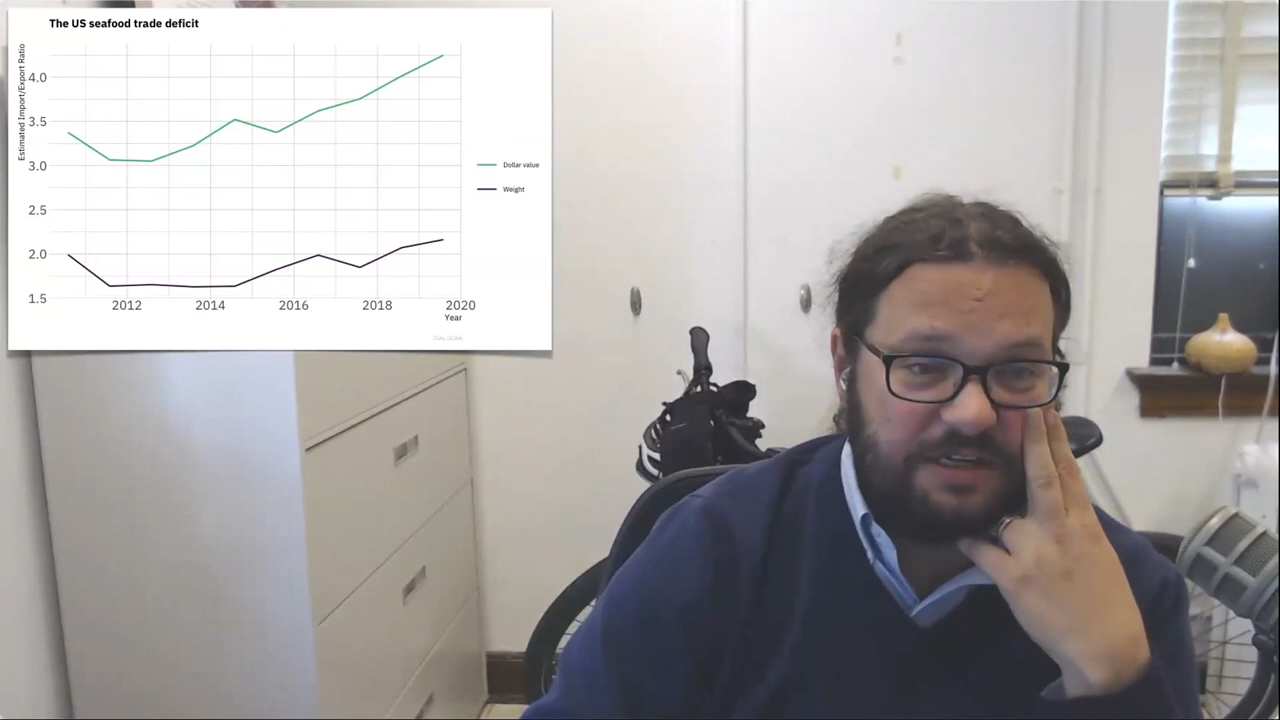 The US seafood trade deficit
Estimated Import/Export Ratio
4.0
3.5
3.0
2.5
2.0
1.5
2012 2014 2016 2018 2020
Year
Dollar value
Weight